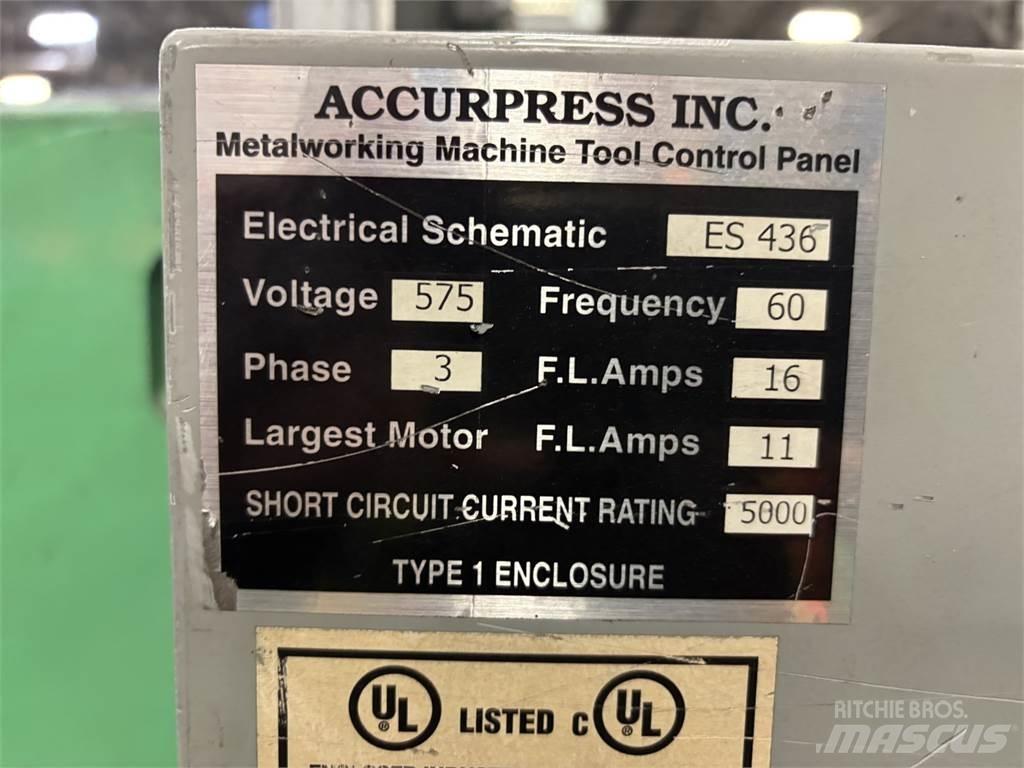 ACCURPRESS INC.
Metalworking Machine Tool Control Panel
Electrical Schematic ES 436
Voltage 575 Frequency 60
Phase 3 F.L.Amps 16
Largest Motor F.L.Amps 11
SHORT CIRCUIT CURRENT RATING 5000
TYPE 1 ENCLOSURE
UL ® LISTED C UL ®
RITCHIE BROS.
MASCUS